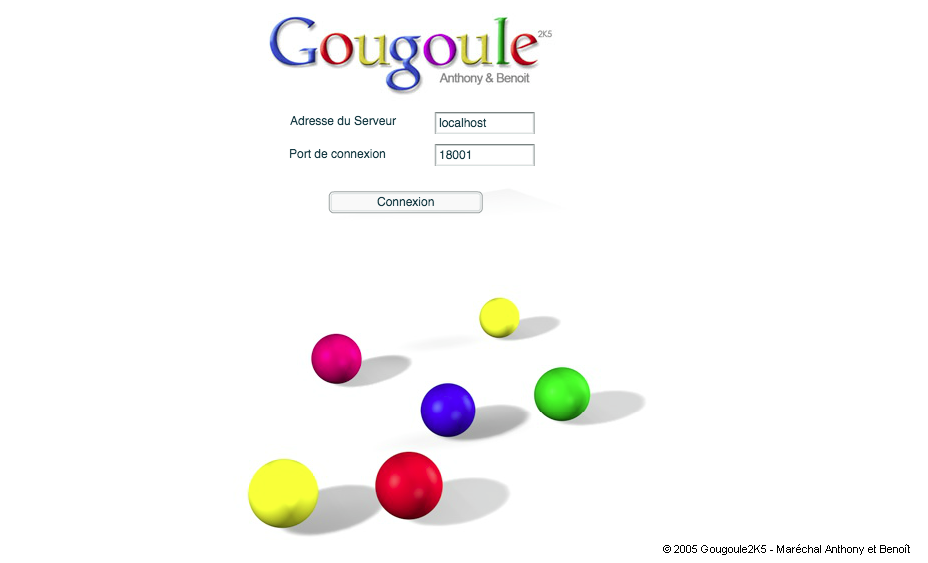 Gougoule 2K5
Anthony & Benoit
Adresse du Serveur localhost
Port de connexion 18001
Connexion
© 2005 Gougoule2K5 - Maréchal Anthony et Benoît